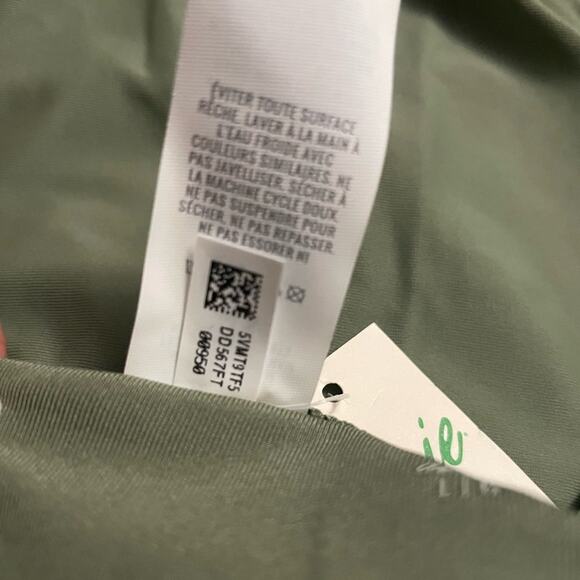 ÉVITER TOUTE SURFACE
RÊCHE. LAVER À LA MAIN À
L'EAU FROIDE AVEC
COULEURS SIMILAIRES. NE
PAS JAVELLISER. SÉCHER À
LA MACHINE CYCLE DOUX
NE PAS SUSPENDRE POUR
SÉCHER. NE PAS REPASSER.
NE PAS ESSORER NI
5VMT9TF5
DD567FT
00950